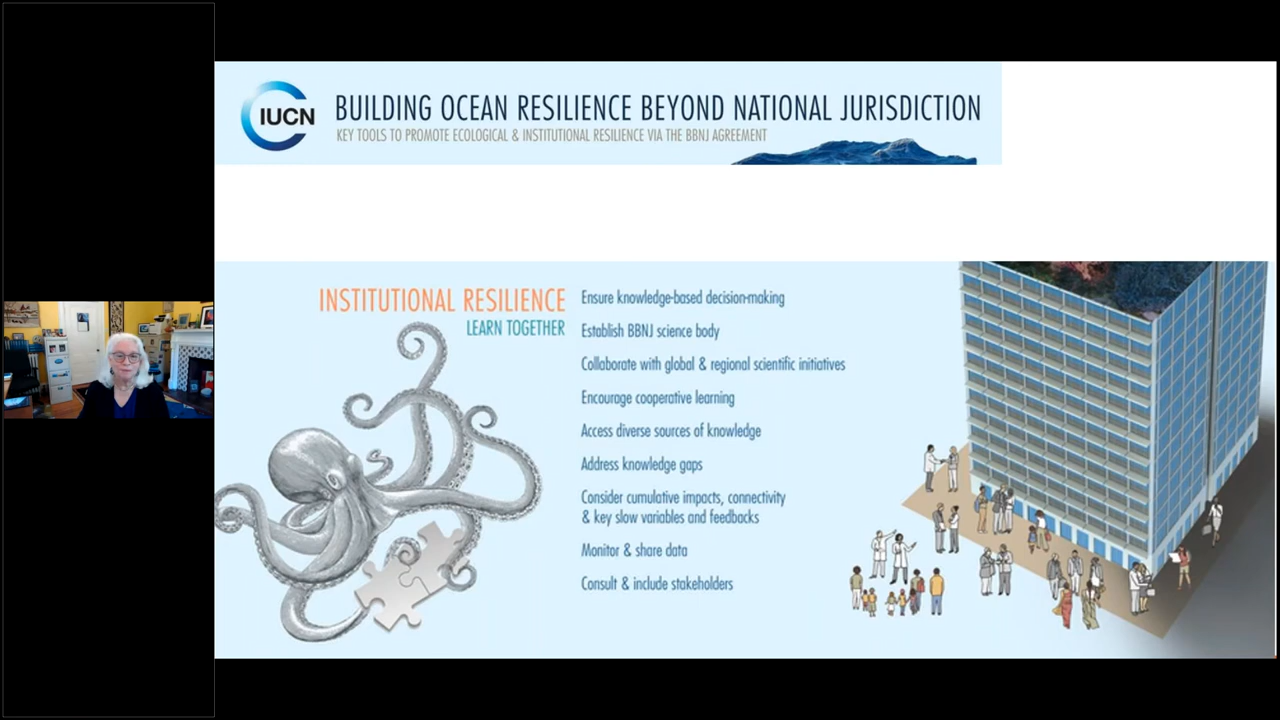 IUCN
BUILDING OCEAN RESILIENCE BEYOND NATIONAL JURISDICTION
KEY TOOLS TO PROMOTE ECOLOGICAL & INSTITUTIONAL RESILIENCE VIA THE BBNJ AGREEMENT
INSTITUTIONAL RESILIENCE
LEARN TOGETHER
Ensure knowledge-based decision-making
Establish BBNJ science body
Collaborate with global & regional scientific initiatives
Encourage cooperative learning
Access diverse sources of knowledge
Address knowledge gaps
Consider cumulative impacts, connectivity
& key slow variables and feedbacks
Monitor & share data
Consult & include stakeholders